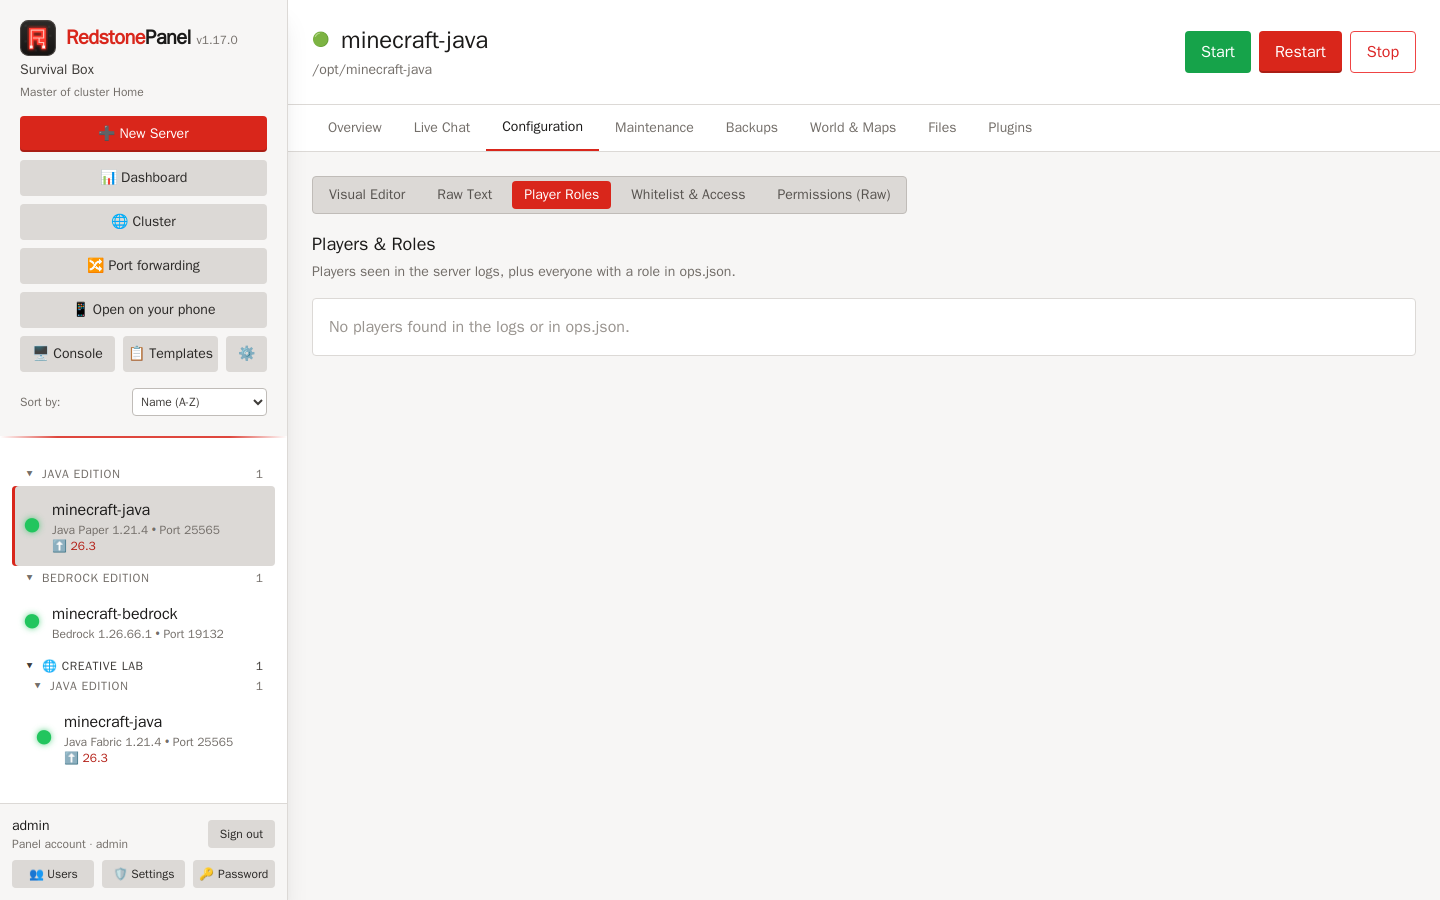 RedstonePanel v1.17.0
Survival Box
Master of cluster Home
➕ New Server
📊 Dashboard
🌐 Cluster
🔀 Port forwarding
📱 Open on your phone
🖥️ Console 📋 Templates ⚙️
Sort by: Name (A-Z)
▼ JAVA EDITION 1
minecraft-java
Java Paper 1.21.4 • Port 25565
⬆️ 26.3
▼ BEDROCK EDITION 1
minecraft-bedrock
Bedrock 1.26.66.1 • Port 19132
▼ 🌐 CREATIVE LAB 1
▼ JAVA EDITION 1
minecraft-java
Java Fabric 1.21.4 • Port 25565
⬆️ 26.3
admin
Panel account · admin
Sign out
👥 Users 🛡️ Settings 🔑 Password
🟢 minecraft-java
/opt/minecraft-java
Start Restart Stop
Overview Live Chat Configuration Maintenance Backups World & Maps Files Plugins
Visual Editor Raw Text Player Roles Whitelist & Access Permissions (Raw)
Players & Roles
Players seen in the server logs, plus everyone with a role in ops.json.
No players found in the logs or in ops.json.